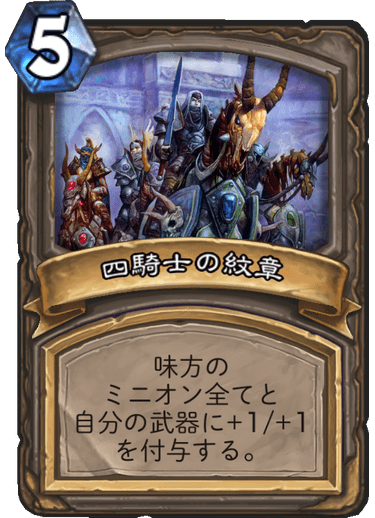 5
四騎士の紋章
味方の
ミニオン全てと
自分の武器に+1/+1
を付与する。